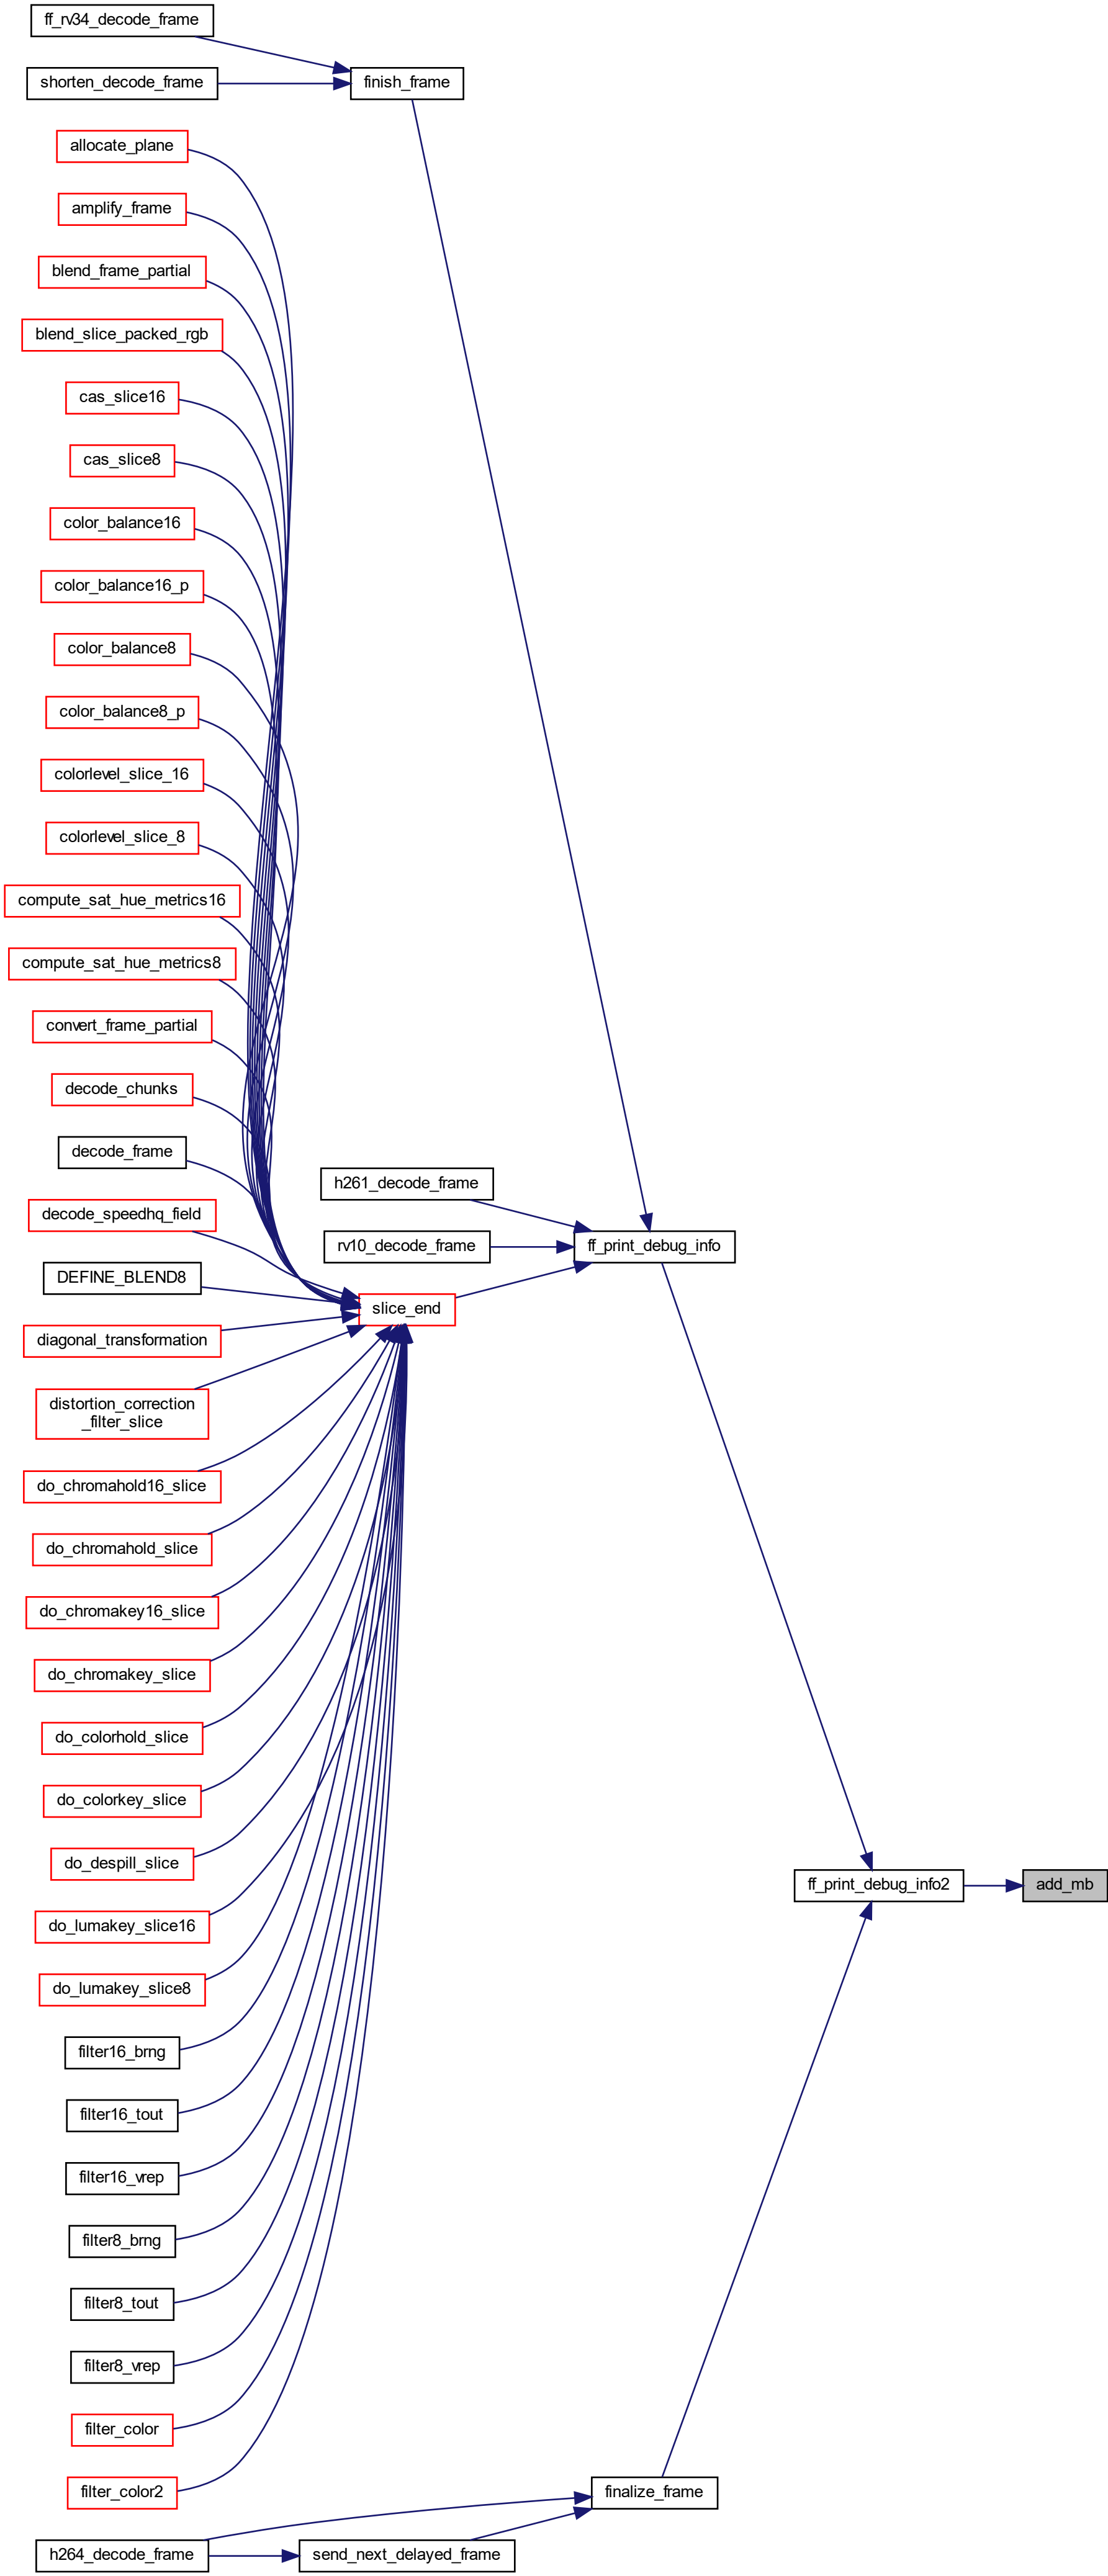 ff_rv34_decode_frame
shorten_decode_frame
finish_frame
allocate_plane
amplify_frame
blend_frame_partial
blend_slice_packed_rgb
cas_slice16
cas_slice8
color_balance16
color_balance16_p
color_balance8
color_balance8_p
colorlevel_slice_16
colorlevel_slice_8
compute_sat_hue_metrics16
compute_sat_hue_metrics8
convert_frame_partial
decode_chunks
decode_frame
h261_decode_frame
decode_speedhq_field
rv10_decode_frame
ff_print_debug_info
DEFINE_BLEND8
slice_end
diagonal_transformation
distortion_correction
_filter_slice
do_chromahold16_slice
do_chromahold_slice
do_chromakey16_slice
do_chromakey_slice
do_colorhold_slice
do_colorkey_slice
do_despill_slice
ff_print_debug_info2
add_mb
do_lumakey_slice16
do_lumakey_slice8
filter16_brng
filter16_tout
filter16_vrep
filter8_brng
filter8_tout
filter8_vrep
filter_color
filter_color2
finalize_frame
h264_decode_frame
send_next_delayed_frame